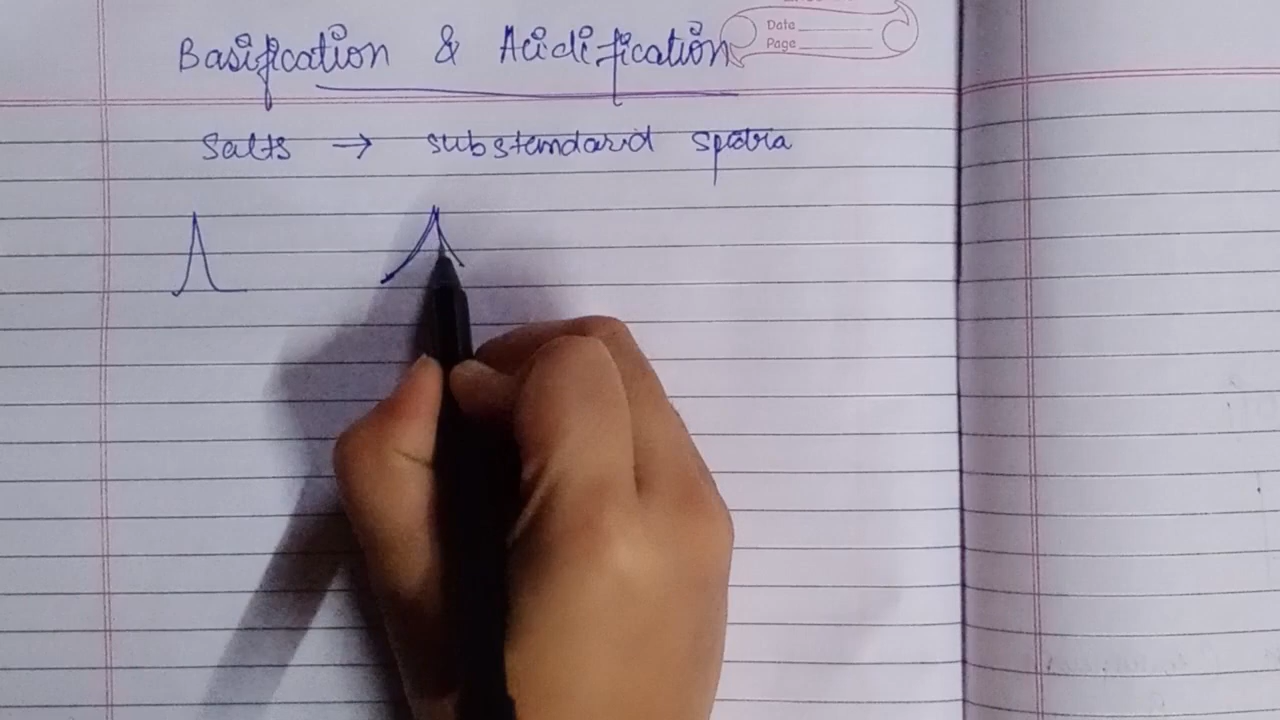 Basification & Acidification
Date
Page
Salts → substandard spectra